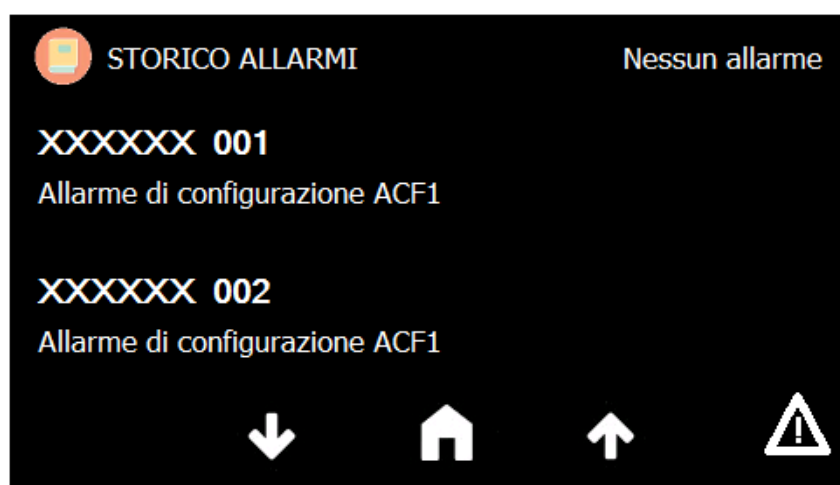 STORICO ALLARMI Nessun allarme
XXXXXX 001
Allarme di configurazione ACF1
XXXXXX 002
Allarme di configurazione ACF1